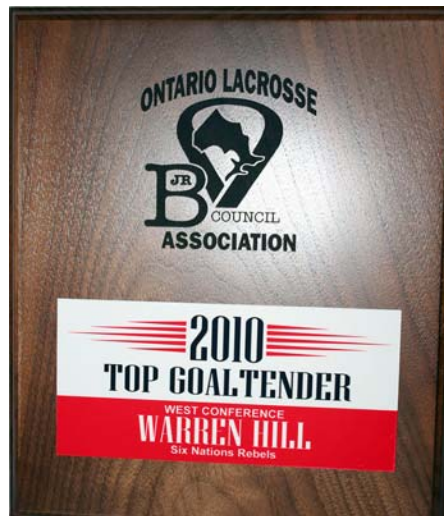 ONTARIO LACROSSE
JR
B COUNCIL
ASSOCIATION
2010
TOP GOALTENDER
WEST CONFERENCE
WARREN HILL
Six Nations Rebels